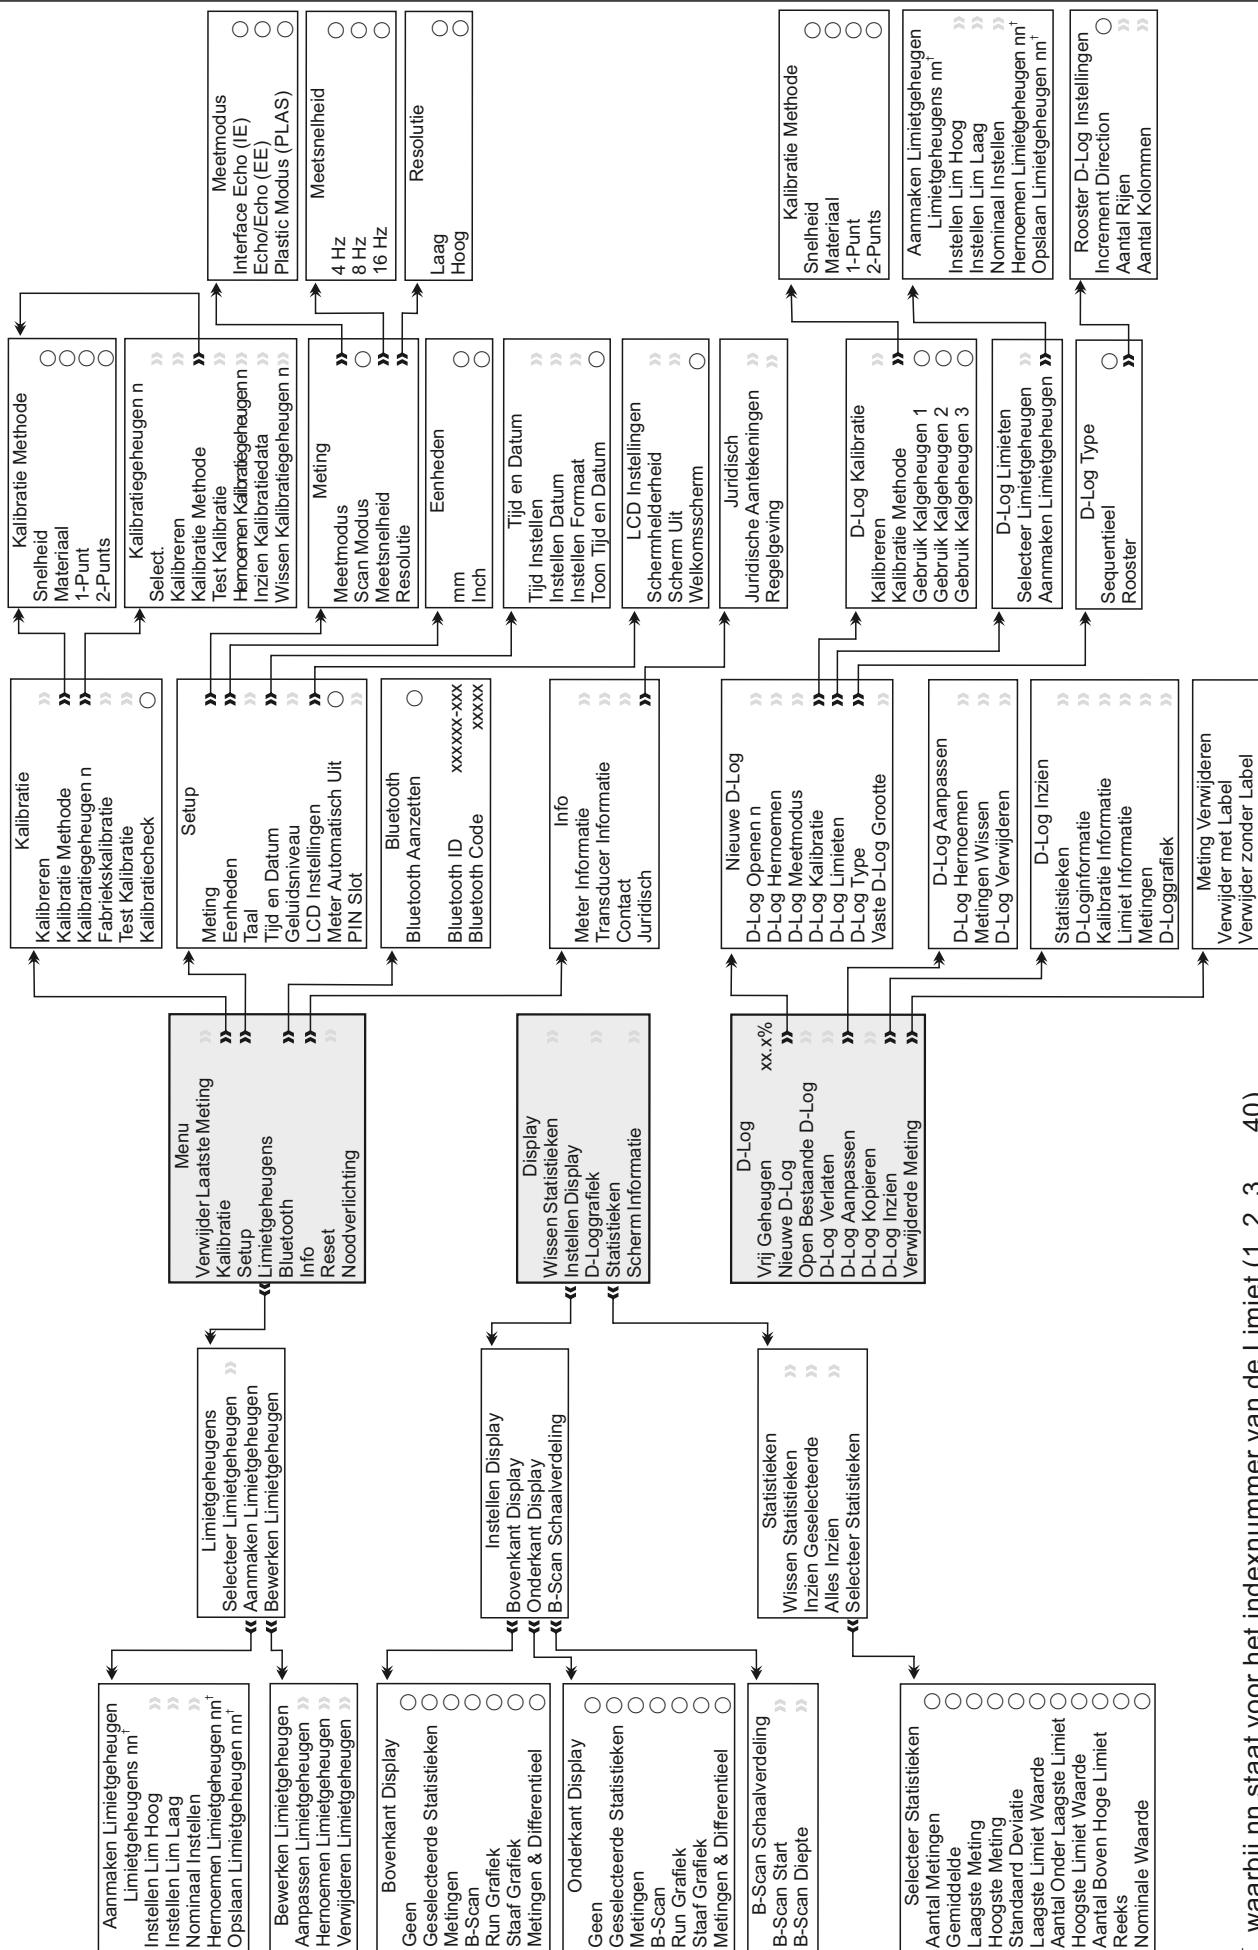 Aanmaken Limietgeheugen
Limietgeheugens nn†
Instellen Lim Hoog
Instellen Lim Laag
Nominaal Instellen
Hernoemen Limietgeheugen nn†
Opslaan Limietgeheugen nn†
Bewerken Limietgeheugen
Aanpassen Limietgeheugen
Hernoemen Limietgeheugen
Verwijderen Limietgeheugen
Bovenkant Display
Geen
Geselecteerde Statistieken
Metingen
B-Scan
Run Grafiek
Staaf Grafiek
Metingen & Differentieel
Onderkant Display
Geen
Geselecteerde Statistieken
Metingen
B-Scan
Run Grafiek
Staaf Grafiek
Metingen & Differentieel
B-Scan Schaalverdeling
B-Scan Start
B-Scan Diepte
Selecteer Statistieken
Aantal Metingen
Gemiddelde
Laagste Meting
Hoogste Meting
Standaard Deviatie
Laagste Limiet Waarde
Aantal Onder Laagste Limiet
Hoogste Limiet Waarde
Aantal Boven Hoge Limiet
Reeks
Nominale Waarde
Limietgeheugens
Selecteer Limietgeheugen
Aanmaken Limietgeheugen
Bewerken Limietgeheugen
Instellen Display
Bovenkant Display
Onderkant Display
B-Scan Schaalverdeling
Statistieken
Wissen Statistieken
Inzien Geselecteerde
Alles Inzien
Selecteer Statistieken
Menu
Verwijder Laatste Meting
Kalibratie
Setup
Limietgeheugens
Bluetooth
Info
Reset
Noodverlichting
Display
Wissen Statistieken
Instellen Display
D-Loggrafiek
Statistieken
Scherm Informatie
D-Log
Vrij Geheugen xx.x%
Nieuwe D-Log
Open Bestaande D-Log
D-Log Verlaten
D-Log Aanpassen
D-Log Kopieren
D-Log Inzien
Verwijderde Meting
Kalibratie
Kalibreren
Kalibratie Methode
Kalibratiegeheugen n
Fabriekskalibratie
Test Kalibratie
Kalibratiecheck
Setup
Meting
Eenheden
Taal
Tijd en Datum
Geluidsniveau
LCD Instellingen
Meter Automatisch Uit
PIN Slot
Bluetooth
Bluetooth Aanzetten
Bluetooth ID xxxxxx-xxx
Bluetooth Code xxxxx
Info
Meter Informatie
Transducer Informatie
Contact
Juridisch
Nieuwe D-Log
D-Log Openen n
D-Log Hernoemen
D-Log Meetmodus
D-Log Kalibratie
D-Log Limieten
D-Log Type
Vaste D-Log Grootte
D-Log Aanpassen
D-Log Hernoemen
Metingen Wissen
D-Log Verwijderen
D-Log Inzien
Statistieken
D-Loginformatie
Kalibratie Informatie
Limiet Informatie
Metingen
D-Loggrafiek
Meting Verwijderen
Verwijder met Label
Verwijder zonder Label
Kalibratie Methode
Snelheid
Materiaal
1-Punt
2-Punts
Kalibratiegeheugen n
Select.
Kalibreren
Kalibratie Methode
Test Kalibratie
Hernoemen Kalibratiegeheugen n
Inzien Kalibratiedata
Wissen Kalibratiegeheugen n
Meting
Meetmodus
Scan Modus
Meetsnelheid
Resolutie
Eenheden
mm
Inch
Tijd en Datum
Tijd Instellen
Instellen Datum
Instellen Formaat
Toon Tijd en Datum
LCD Instellingen
Schermhelderheid
Scherm Uit
Welkomsscherm
Juridisch
Juridische Aantekeningen
Regelgeving
D-Log Kalibratie
Kalibreren
Kalibratie Methode
Gebruik Kalgeheugen 1
Gebruik Kalgeheugen 2
Gebruik Kalgeheugen 3
D-Log Limieten
Selecteer Limietgeheugen
Aanmaken Limietgeheugen
D-Log Type
Sequentieel
Rooster
Meetmodus
Interface Echo (IE)
Echo/Echo (EE)
Plastic Modus (PLAS)
Meetsnelheid
4 Hz
8 Hz
16 Hz
Resolutie
Laag
Hoog
Kalibratie Methode
Snelheid
Materiaal
1-Punt
2-Punts
Aanmaken Limietgeheugen
Limietgeheugens nn†
Instellen Lim Hoog
Instellen Lim Laag
Nominaal Instellen
Hernoemen Limietgeheugen nn†
Opslaan Limietgeheugen nn†
Rooster D-Log Instellingen
Increment Direction
Aantal Rijen
Aantal Kolommen
waarbij nn staat voor het indexnummer van de Limiet (1, 2, 3 ... 40)